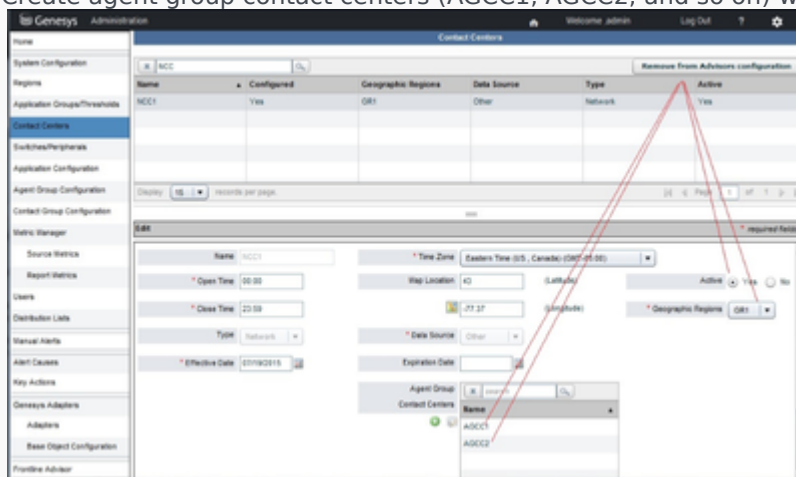 Create agent group contact centers (AGCC1, AGCC2, and so on) w
Genesys Administration Welcome admin Log Out ?
Contact Centers
Home
System Configuration
Regions
Application Groups/Thresholds
Contact Centers
Switches/Peripherals
Application Configuration
Agent Group Configuration
Contact Group Configuration
Metric Manager
Source Metrics
Report Metrics
Users
Distribution Lists
Manual Alerts
Alert Causes
Key Actions
Genesys Adapters
Adapters
Base Object Configuration
Frontline Advisor
x NCC
Remove from Advisors configuration
Name Configured Geographic Regions Data Source Type Active
NCC1 Yes GR1 Other Network Yes
Display 15 records per page. Page 1 of 1
Edit * required fields
Name NCC1 * Time Zone Eastern Time (US , Canada) (GMT-05:00)
* Open Time 00:00 Map Location 43 (Latitude) Active Yes No
* Close Time 23:59 -77.37 (Longitude) * Geographic Regions GR1
Type Network * Data Source Other
* Effective Date 07/19/2015 Expiration Date
Agent Group Contact Centers x search
Name
AGCC1
AGCC2